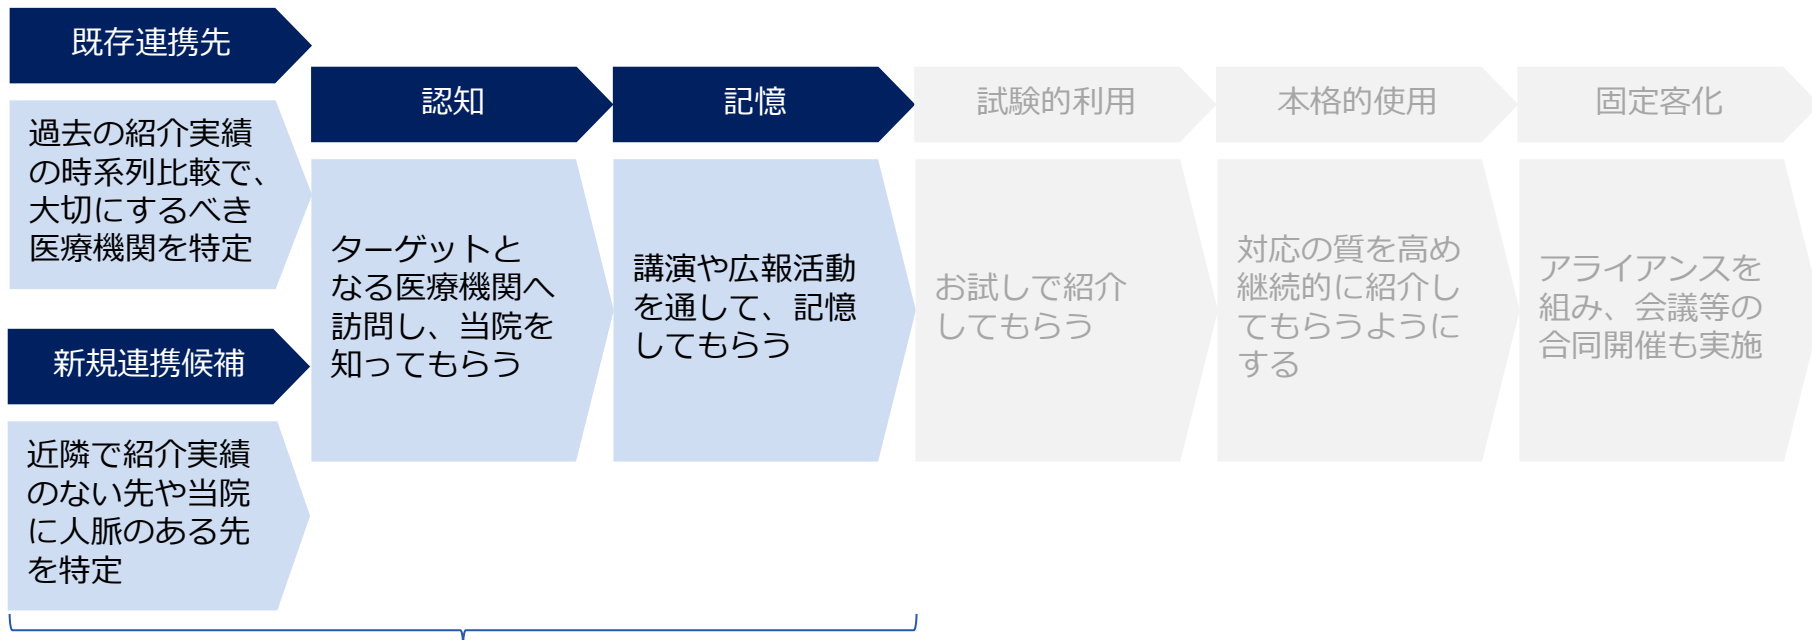 既存連携先
過去の紹介実績
の時系列比較で、
大切にするべき
医療機関を特定
新規連携候補
近隣で紹介実績
のない先や当院
に人脈のある先
を特定
認知
ターゲットと
なる医療機関へ
訪問し、当院を
知ってもらう
記憶
講演や広報活動
を通して、記憶
してもらう
試験的利用
お試しで紹介
してもらう
本格的使用
対応の質を高め
継続的に紹介し
てもらうように
する
固定客化
アライアンスを
組み、会議等の
合同開催も実施